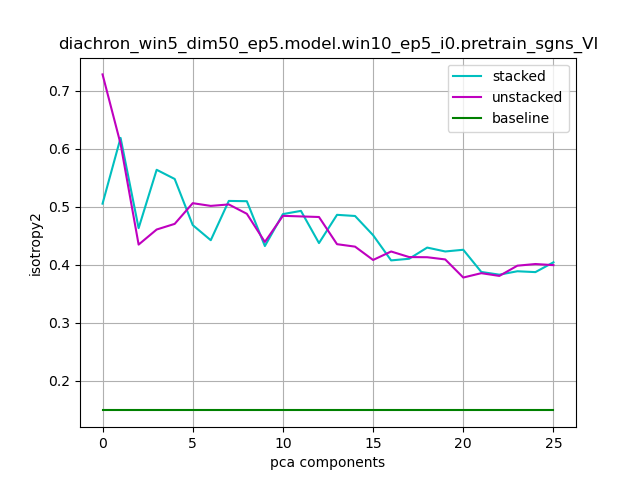 diachron_win5_dim50_ep5.model.win10_ep5_i0.pretrain_sgns_VI
stacked
unstacked
baseline
0.7
0.6
0.5
0.4
0.3
0.2
isotropy2
0 5 10 15 20 25
pca components